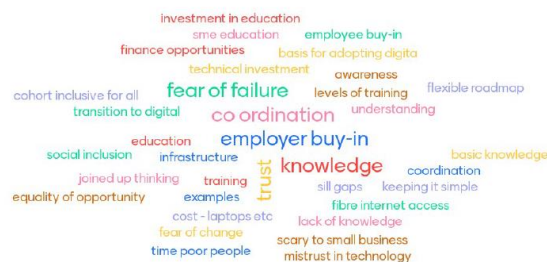 investment in education
sme education
employee buy-in
finance opportunities
basis for adopting digita
technical investment
awareness
fear of failure
levels of training
flexible roadmap
cohort inclusive for all
transition to digital
co ordination
understanding
education
employer buy-in
social inclusion
infrastructure
trust
knowledge
basic knowledge
joined up thinking
training
coordination
equality of opportunity
examples
sill gaps
keeping it simple
cost - laptops etc
fibre internet access
fear of change
lack of knowledge
time poor people
scary to small business
mistrust in technology